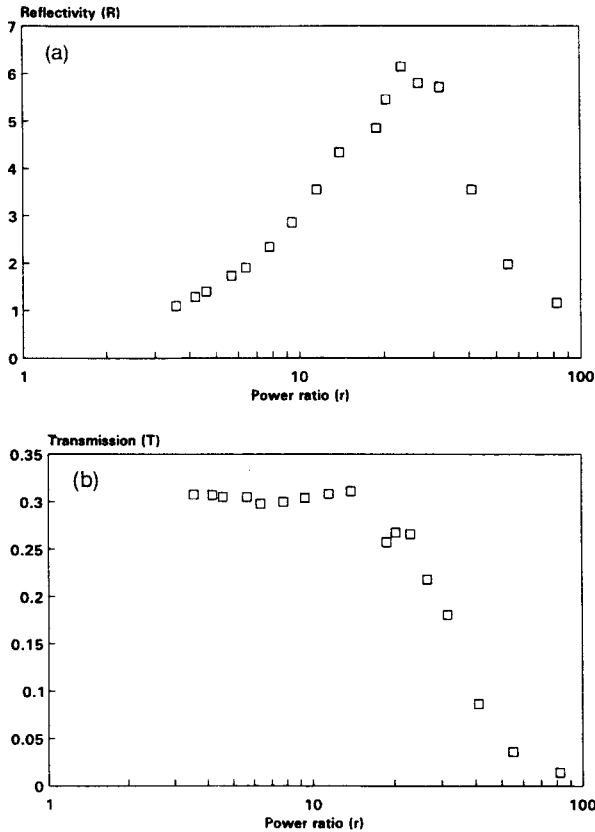 Reflectivity (R)
7
(a)
6
5
4
3
2
1
0
1 10 100
Power ratio (r)
Transmission (T)
0.35
(b)
0.3
0.25
0.2
0.15
0.1
0.05
0
1 10 100
Power ratio (r)